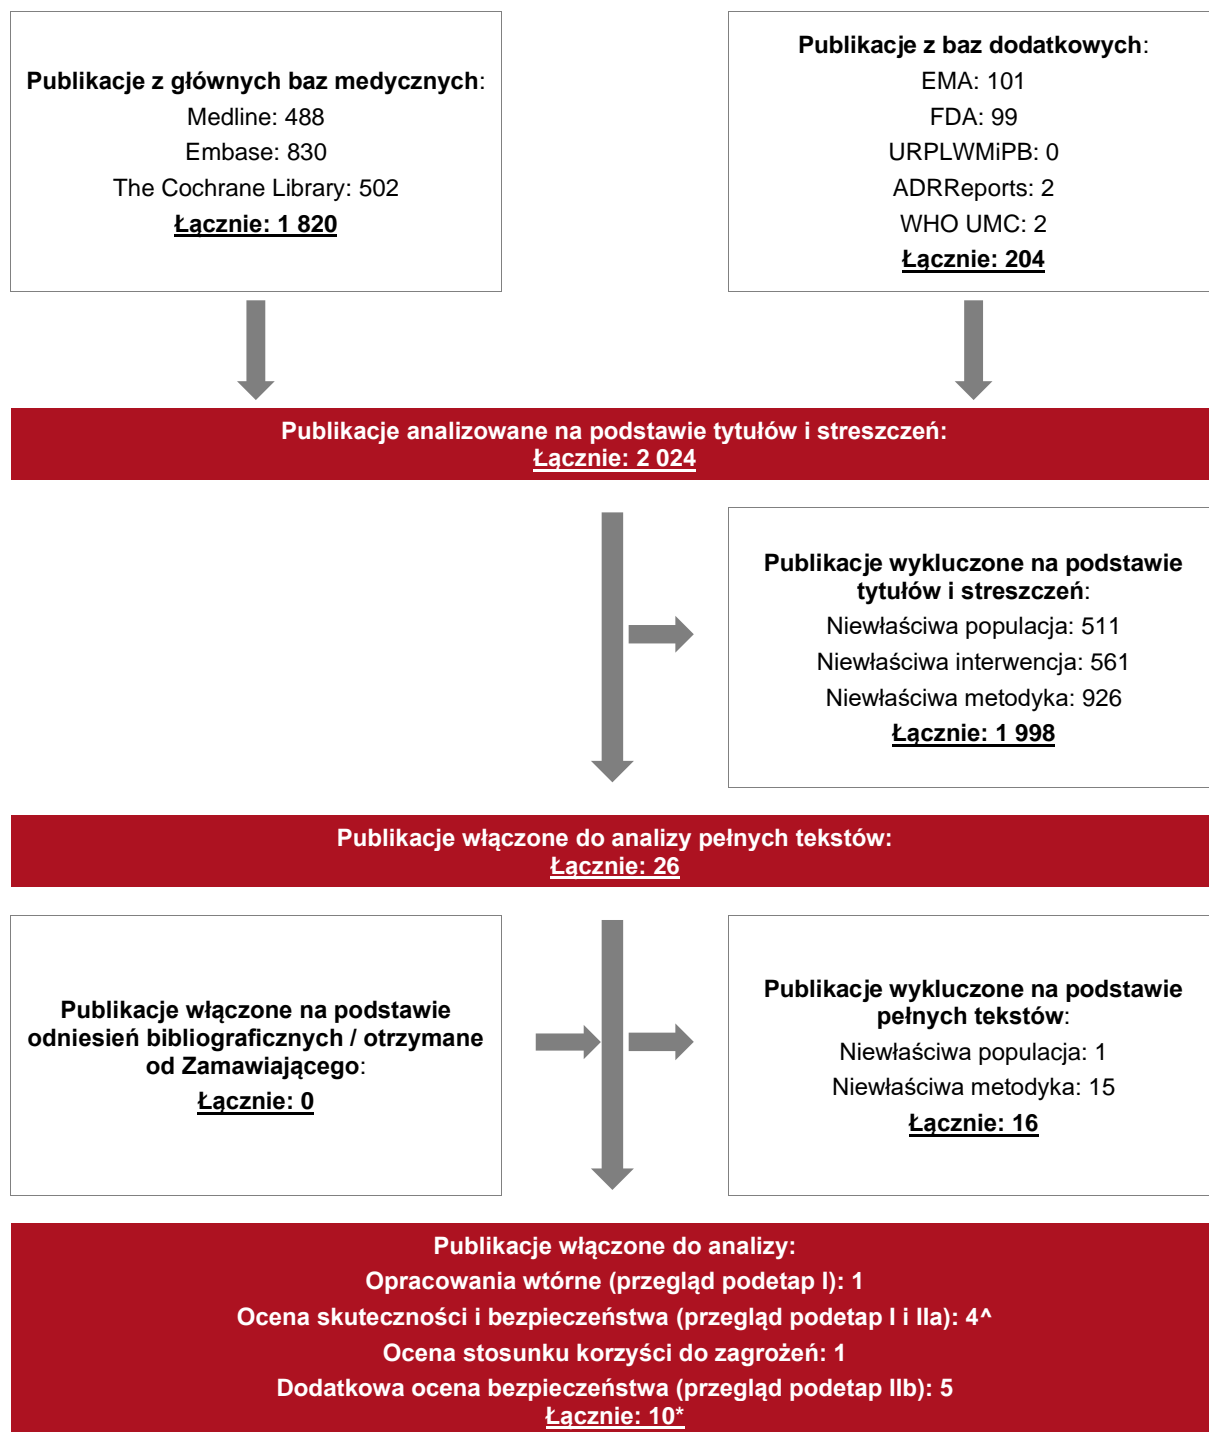 Publikacje z głównych baz medycznych:
Medline: 488
Embase: 830
The Cochrane Library: 502
Łącznie: 1 820
Publikacje z baz dodatkowych:
EMA: 101
FDA: 99
URPLWMiPB: 0
ADRReports: 2
WHO UMC: 2
Łącznie: 204
Publikacje analizowane na podstawie tytułów i streszczeń:
Łącznie: 2 024
Publikacje wykluczone na podstawie
tytułów i streszczeń:
Niewłaściwa populacja: 511
Niewłaściwa interwencja: 561
Niewłaściwa metodyka: 926
Łącznie: 1 998
Publikacje włączone do analizy pełnych tekstów:
Łącznie: 26
Publikacje włączone na podstawie
odniesień bibliograficznych / otrzymane
od Zamawiającego:
Łącznie: 0
Publikacje wykluczone na podstawie
pełnych tekstów:
Niewłaściwa populacja: 1
Niewłaściwa metodyka: 15
Łącznie: 16
Publikacje włączone do analizy:
Opracowania wtórne (przegląd podetap I): 1
Ocena skuteczności i bezpieczeństwa (przegląd podetap I i IIa): 4^
Ocena stosunku korzyści do zagrożeń: 1
Dodatkowa ocena bezpieczeństwa (przegląd podetap IIb): 5
Łącznie: 10*